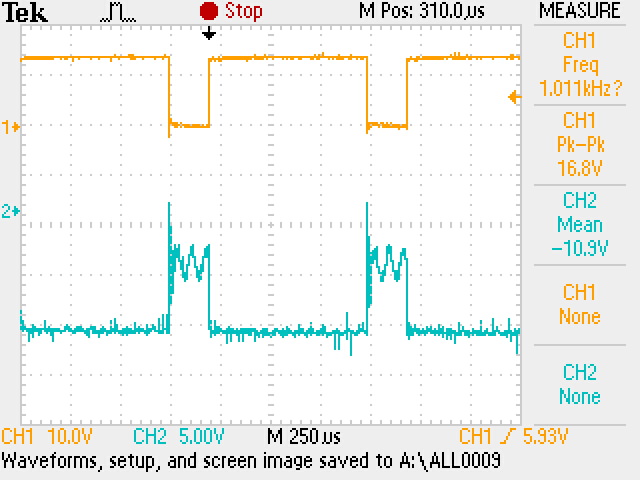 Tek Stop M Pos: 310.0µs MEASURE
CH1
Freq
1.011kHz?
CH1
Pk-Pk
16.8V
CH2
Mean
-10.9V
CH1
None
CH2
None
1
2
CH1 10.0V CH2 5.00V M 250µs CH1 5.93V
Waveforms, setup, and screen image saved to A:\ALL0009